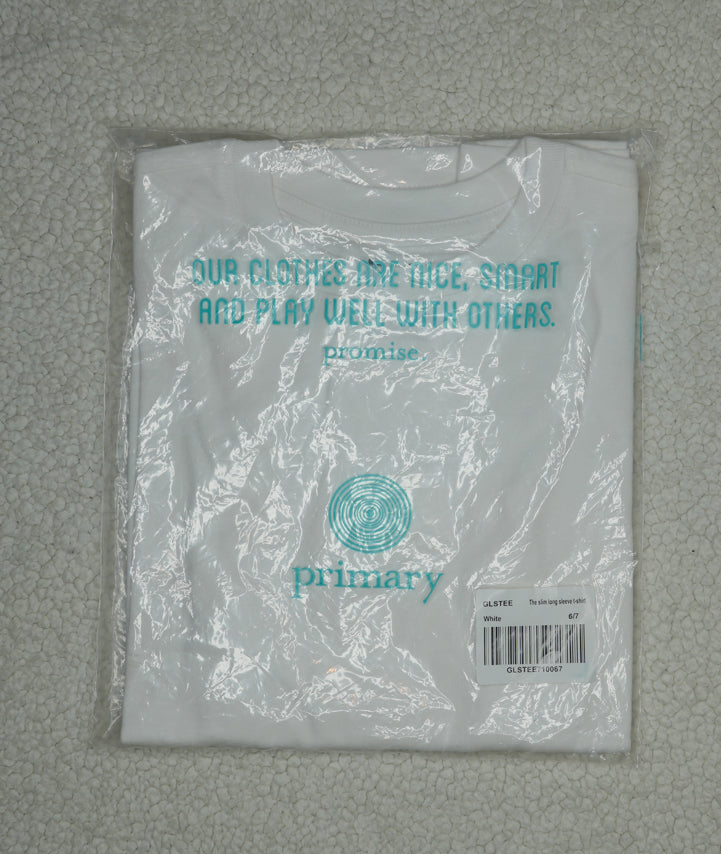 OUR CLOTHES ARE NICE, SMART
AND PLAY WELL WITH OTHERS.
promise.
primary
GLSTEE The slim long sleeve t-shirt
White 6/7
GLSTEE710067